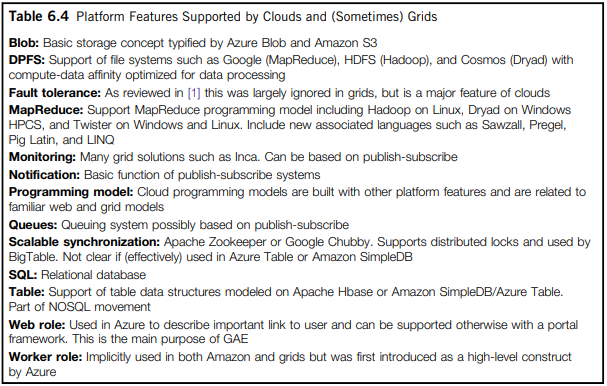 Table 6.4 Platform Features Supported by Clouds and (Sometimes) Grids
Blob: Basic storage concept typified by Azure Blob and Amazon S3
DPFS: Support of file systems such as Google (MapReduce), HDFS (Hadoop), and Cosmos (Dryad) with
compute-data affinity optimized for data processing
Fault tolerance: As reviewed in [1] this was largely ignored in grids, but is a major feature of clouds
MapReduce: Support MapReduce programming model including Hadoop on Linux, Dryad on Windows
HPCS, and Twister on Windows and Linux. Include new associated languages such as Sawzall, Pregel,
Pig Latin, and LINQ
Monitoring: Many grid solutions such as Inca. Can be based on publish-subscribe
Notification: Basic function of publish-subscribe systems
Programming model: Cloud programming models are built with other platform features and are related to
familiar web and grid models
Queues: Queuing system possibly based on publish-subscribe
Scalable synchronization: Apache Zookeeper or Google Chubby. Supports distributed locks and used by
BigTable. Not clear if (effectively) used in Azure Table or Amazon SimpleDB
SQL: Relational database
Table: Support of table data structures modeled on Apache Hbase or Amazon SimpleDB/Azure Table.
Part of NOSQL movement
Web role: Used in Azure to describe important link to user and can be supported otherwise with a portal
framework. This is the main purpose of GAE
Worker role: Implicitly used in both Amazon and grids but was first introduced as a high-level construct
by Azure